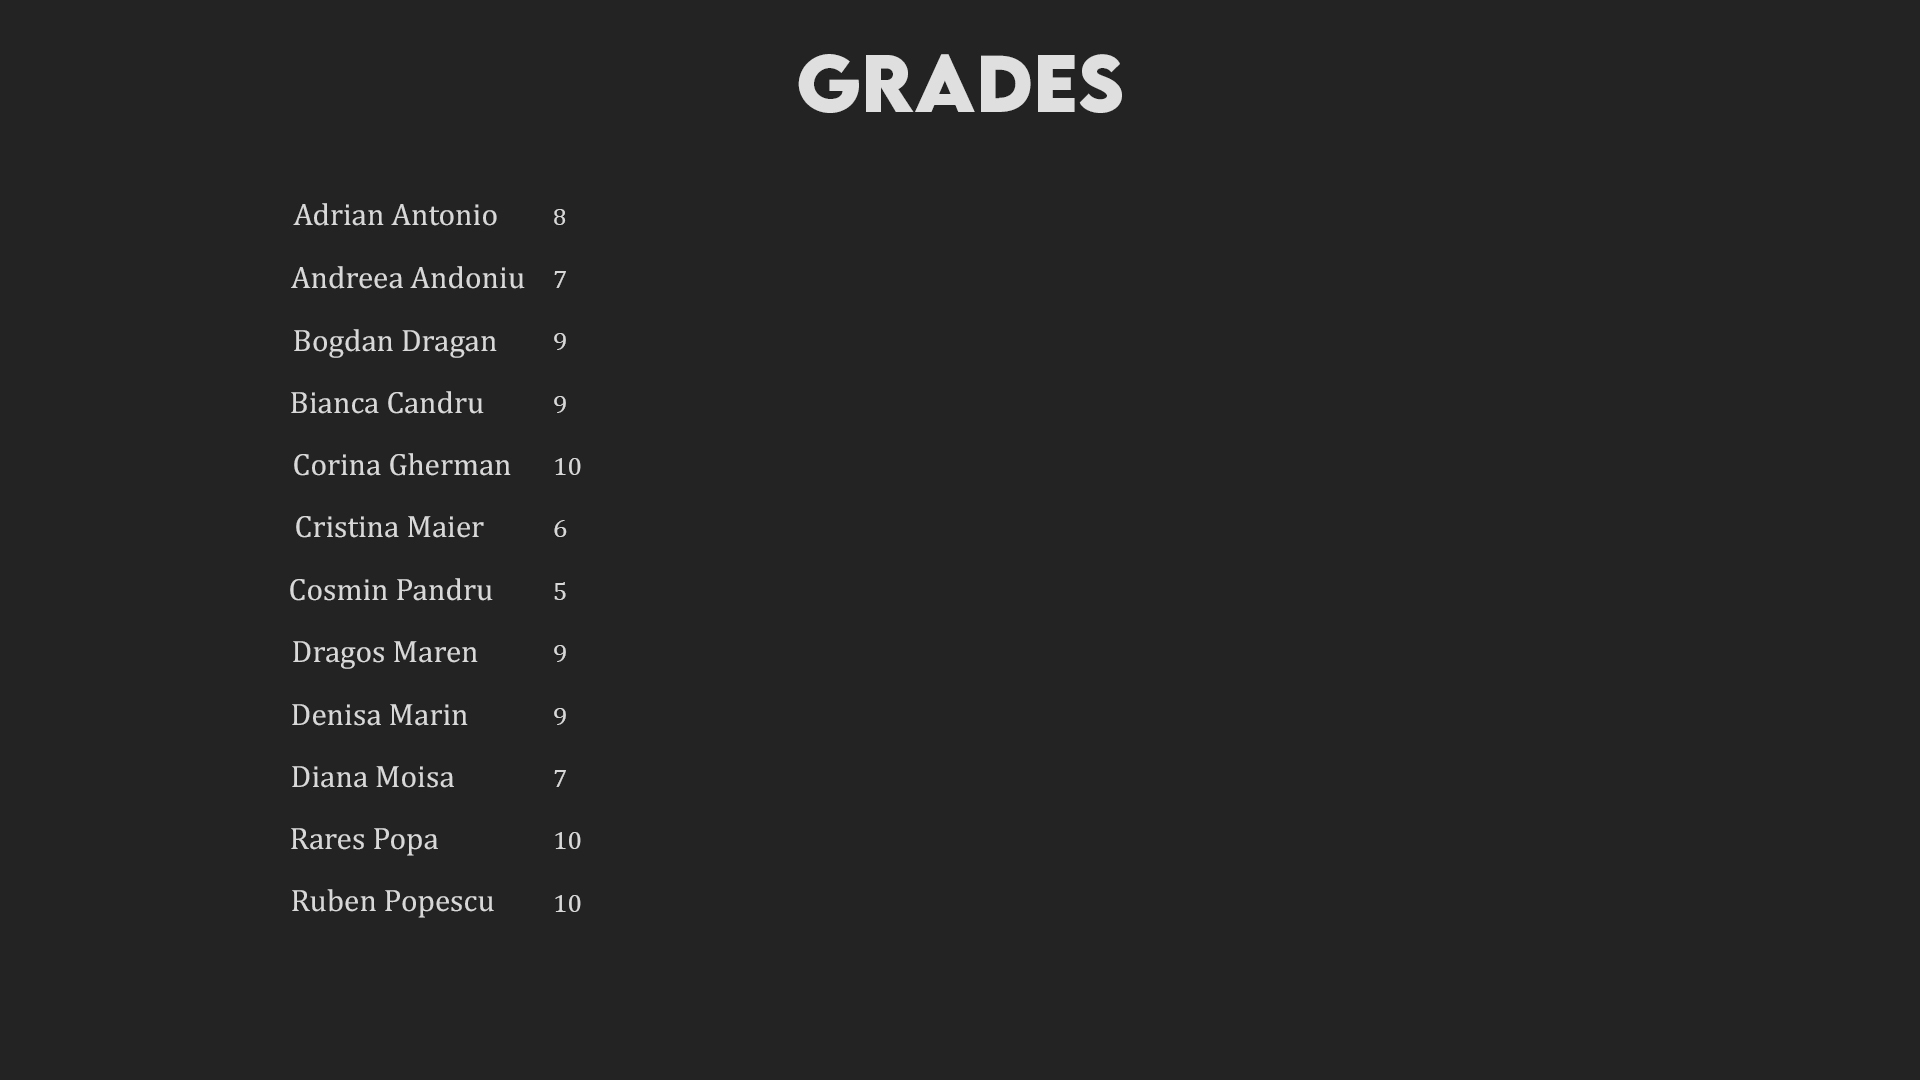 GRADES
Adrian Antonio 8
Andreea Andoniu 7
Bogdan Dragan 9
Bianca Candru 9
Corina Gherman 10
Cristina Maier 6
Cosmin Pandru 5
Dragos Maren 9
Denisa Marin 9
Diana Moisa 7
Rares Popa 10
Ruben Popescu 10